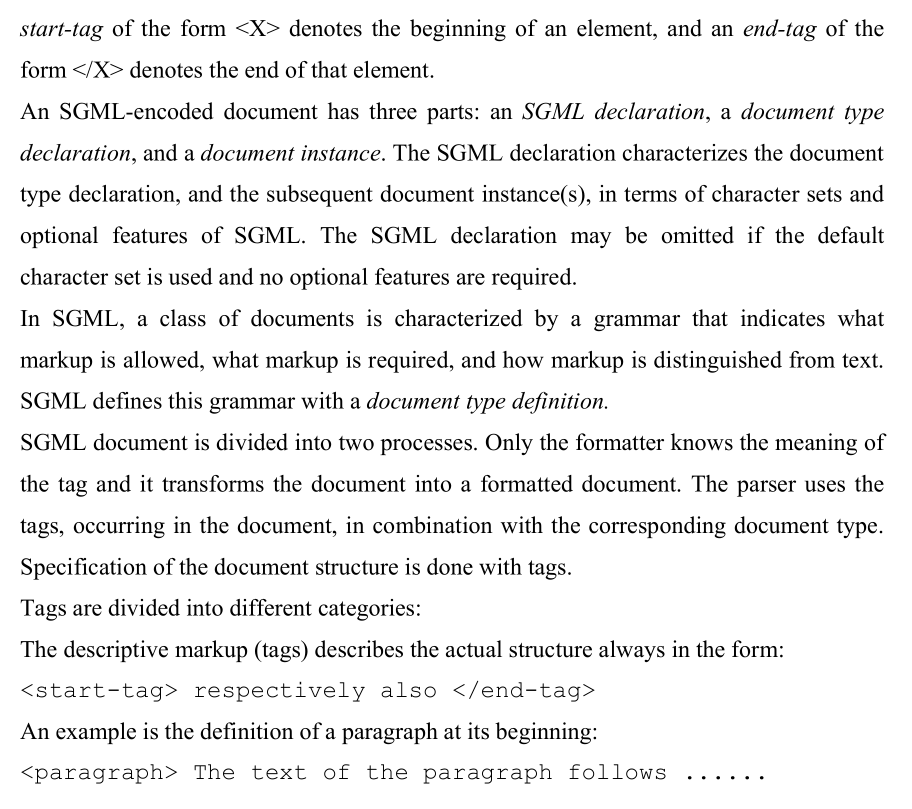 start-tag of the form <X> denotes the beginning of an element, and an end-tag of the
form </X> denotes the end of that element.
An SGML-encoded document has three parts: an SGML declaration, a document type
declaration, and a document instance. The SGML declaration characterizes the document
type declaration, and the subsequent document instance(s), in terms of character sets and
optional features of SGML. The SGML declaration may be omitted if the default
character set is used and no optional features are required.
In SGML, a class of documents is characterized by a grammar that indicates what
markup is allowed, what markup is required, and how markup is distinguished from text.
SGML defines this grammar with a document type definition.
SGML document is divided into two processes. Only the formatter knows the meaning of
the tag and it transforms the document into a formatted document. The parser uses the
tags, occurring in the document, in combination with the corresponding document type.
Specification of the document structure is done with tags.
Tags are divided into different categories:
The descriptive markup (tags) describes the actual structure always in the form:
<start-tag> respectively also </end-tag>
An example is the definition of a paragraph at its beginning:
<paragraph> The text of the paragraph follows ......